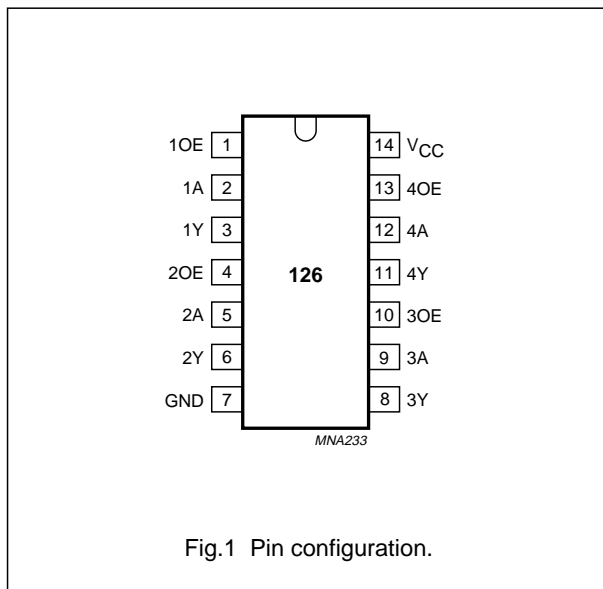 1OE 1 14 VCC
1A 2 13 4OE
1Y 3 12 4A
2OE 4 126 11 4Y
2A 5 10 3OE
2Y 6 9 3A
GND 7 8 3Y
MNA233
Fig.1 Pin configuration.